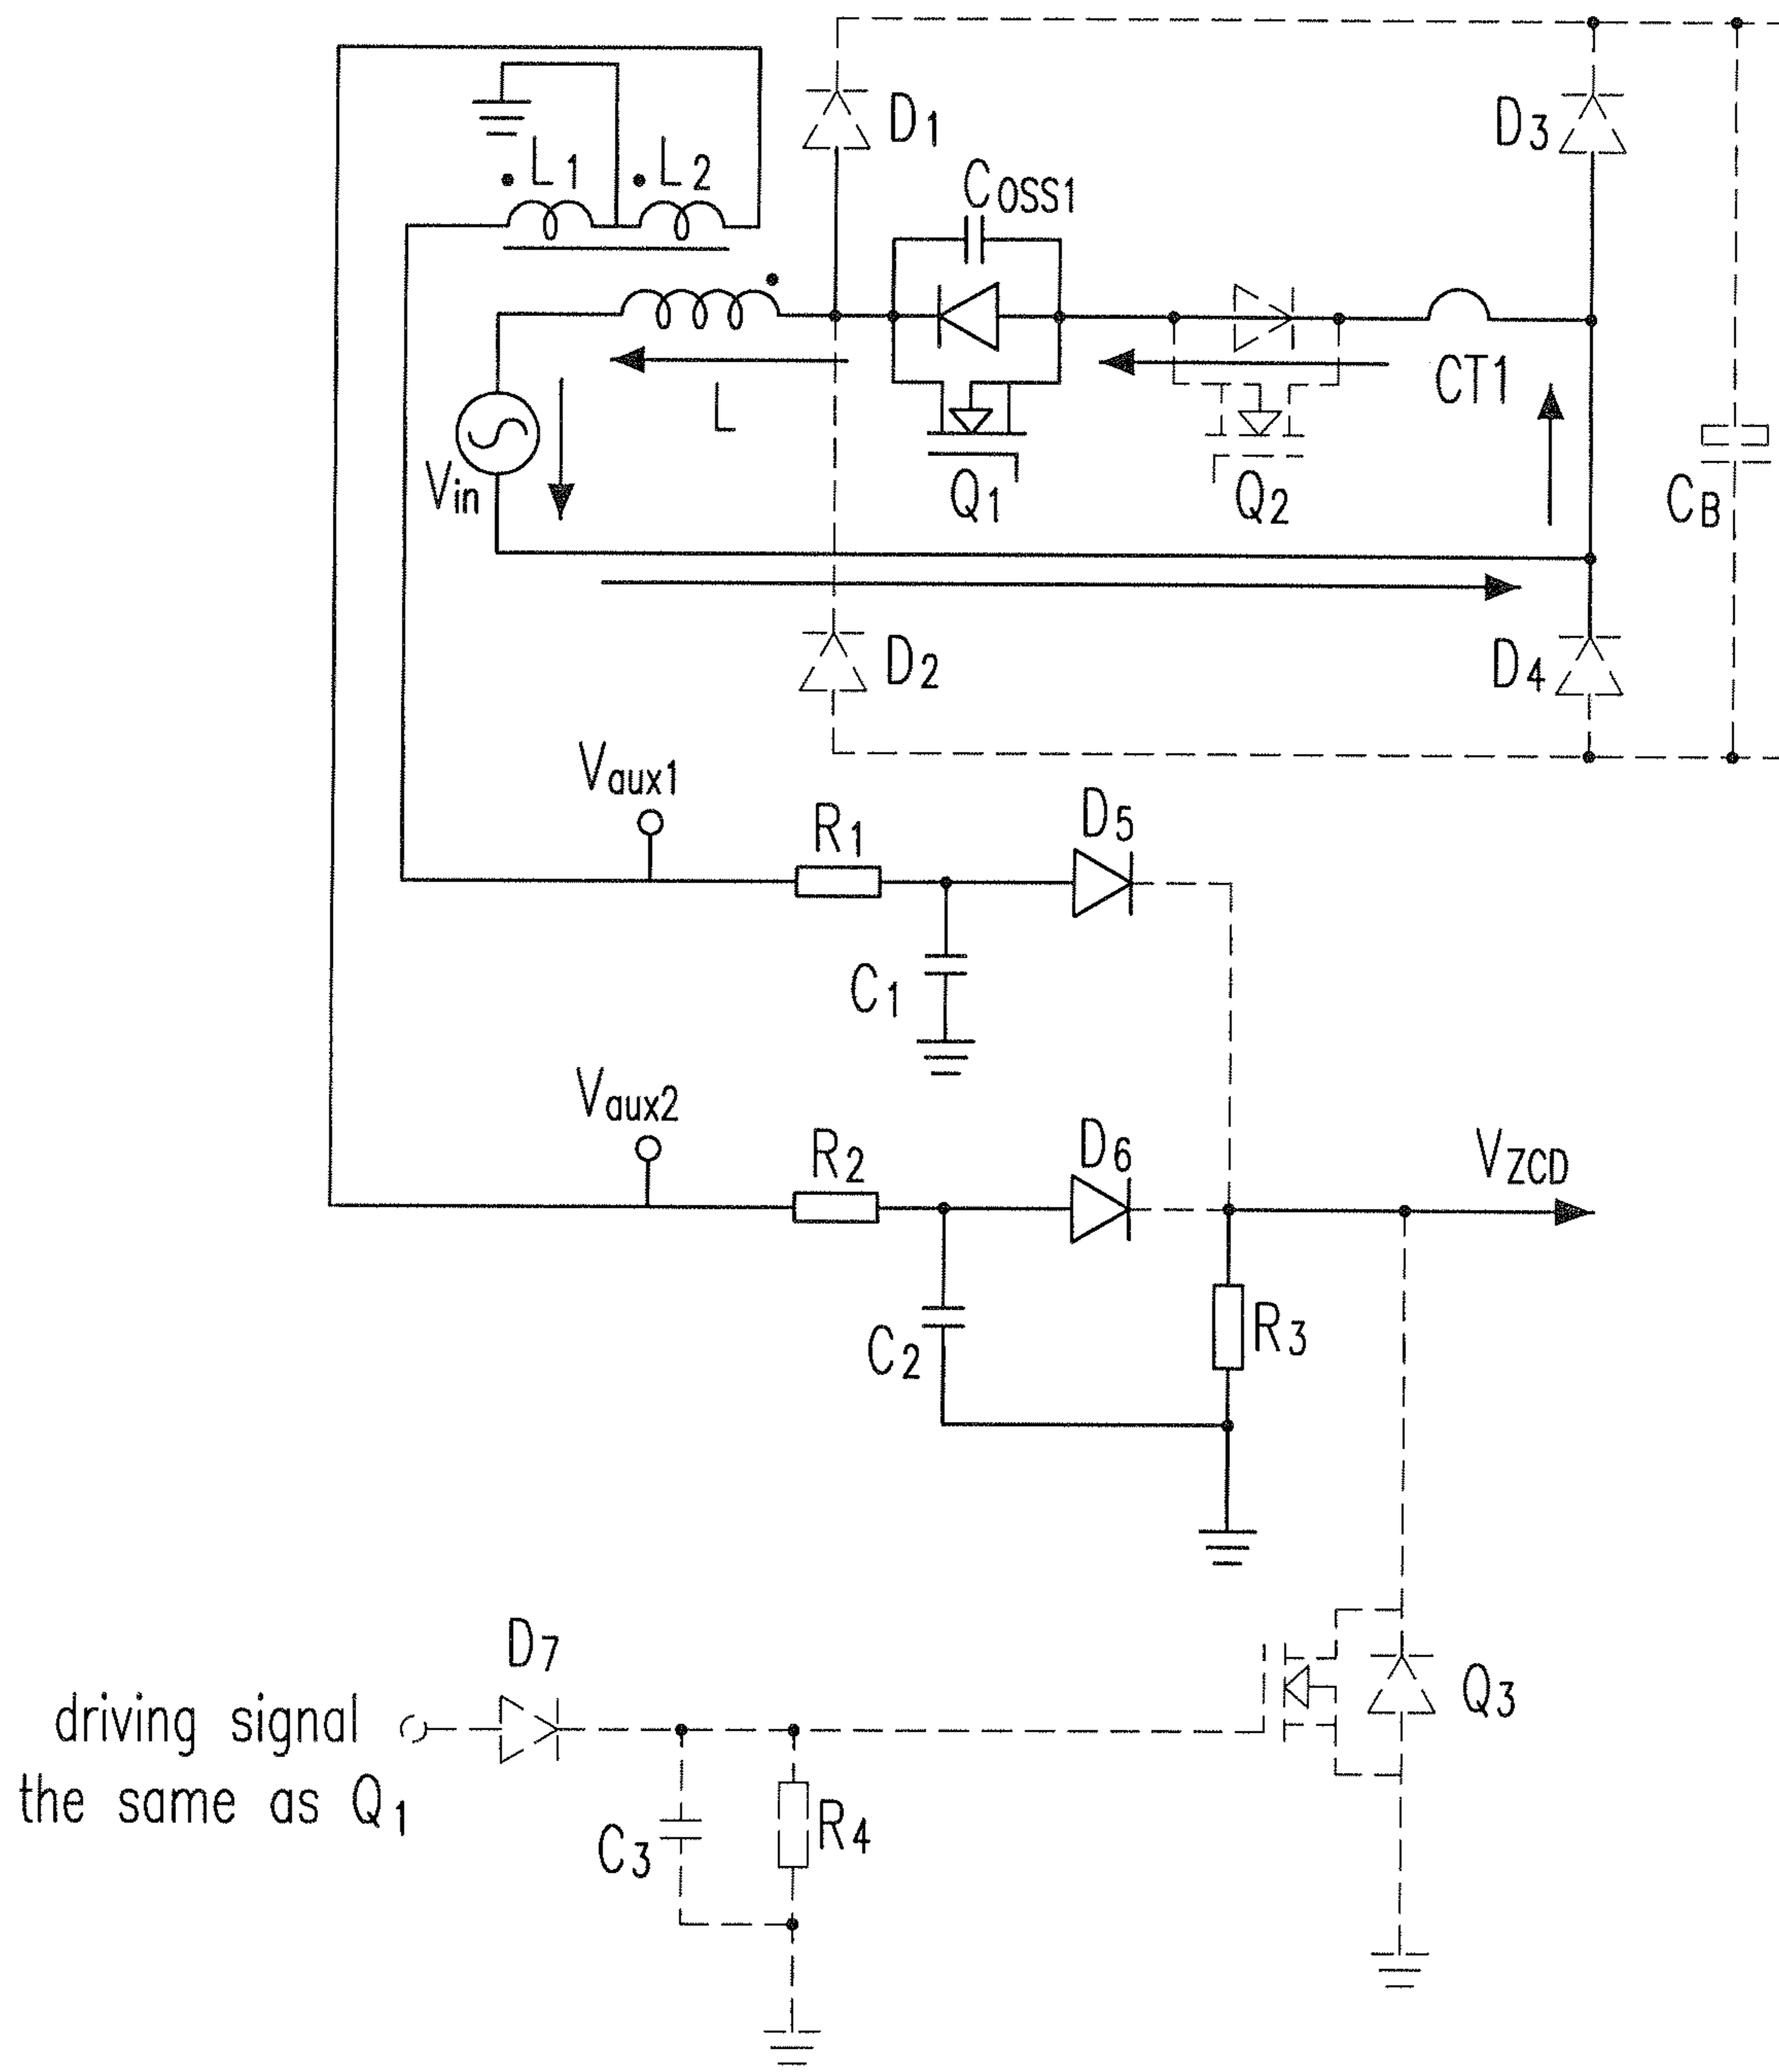 D1
D3
L1
L2
COSS1
L
CT1
Vin
Q1
Q2
CB
D2
D4
Vaux1
R1
D5
C1
Vaux2
R2
D6
VZCD
C2
R3
D7
Q3
driving signal
the same as Q1
C3
R4